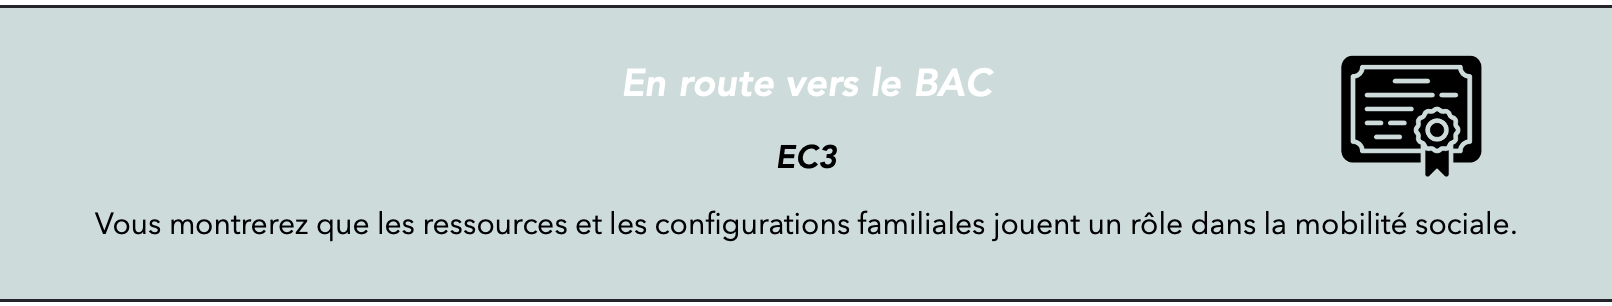 En route vers le BAC
EC3
Vous montrerez que les ressources et les configurations familiales jouent un rôle dans la mobilité sociale.